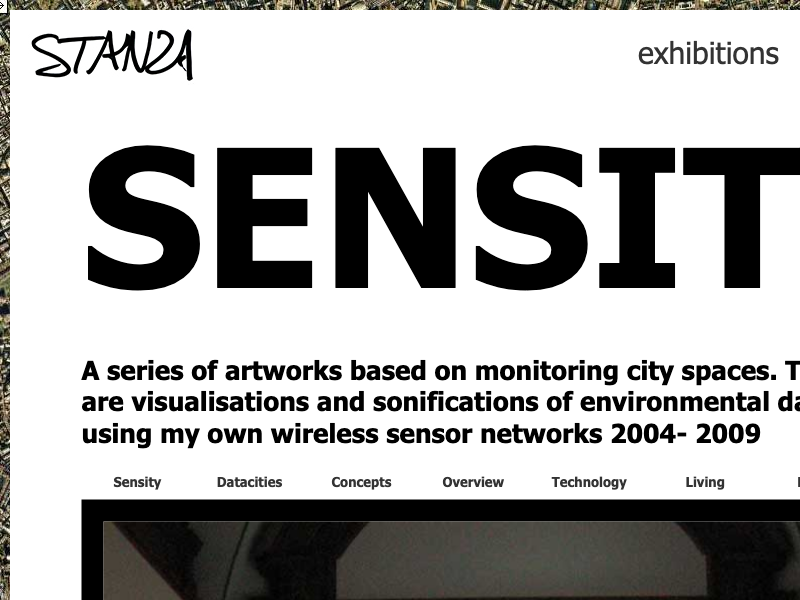 STANZA
exhibitions
SENSIT
A series of artworks based on monitoring city spaces. T
are visualisations and sonifications of environmental da
using my own wireless sensor networks 2004- 2009
Sensity Datacities Concepts Overview Technology Living